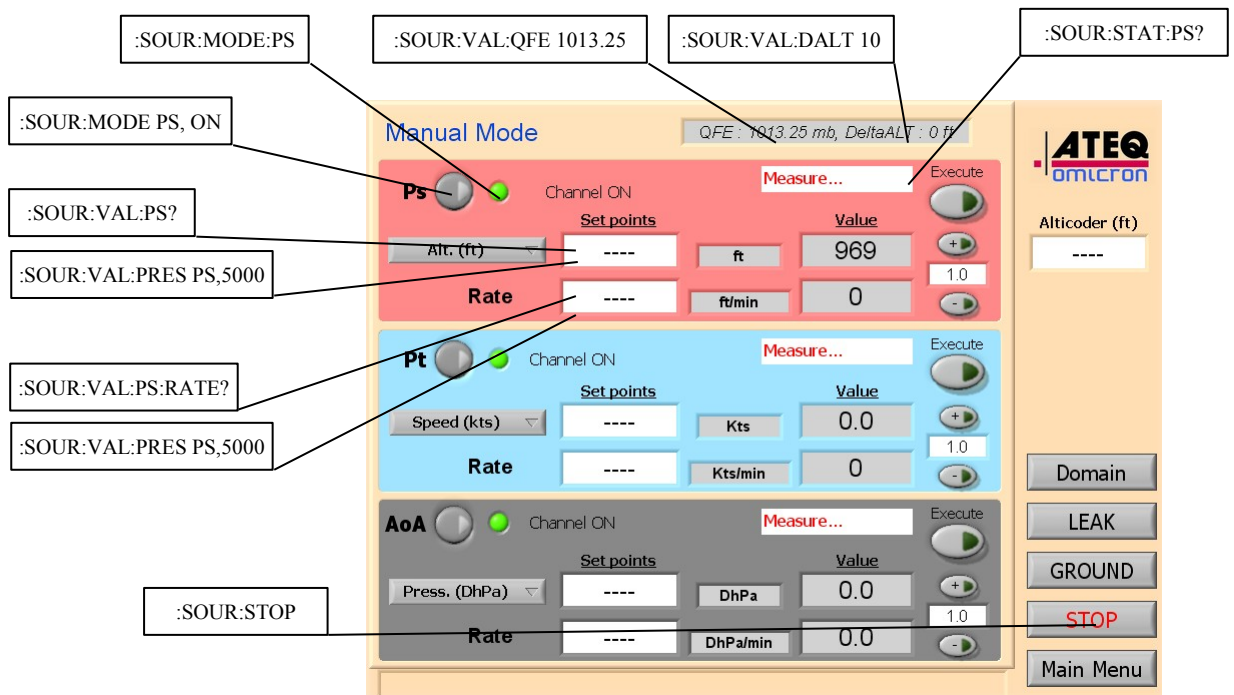 :SOUR:MODE:PS
:SOUR:VAL:QFE 1013.25
:SOUR:VAL:DALT 10
:SOUR:STAT:PS?
:SOUR:MODE PS, ON
:SOUR:VAL:PS?
:SOUR:VAL:PRES PS,5000
:SOUR:VAL:PS:RATE?
:SOUR:VAL:PRES PS,5000
:SOUR:STOP
Manual Mode
QFE : 1013.25 mb, DeltaALT : 0 ft
Ps
Channel ON
Measure...
Execute
Set points
Value
Alt. (ft)
----
ft
969
+
1.0
Rate
----
ft/min
0
-
Pt
Channel ON
Measure...
Execute
Set points
Value
Speed (kts)
----
Kts
0.0
+
1.0
Rate
----
Kts/min
0
-
AoA
Channel ON
Measure...
Execute
Set points
Value
Press. (DhPa)
----
DhPa
0.0
+
1.0
Rate
----
DhPa/min
0.0
-
ATEQ
omicron
Alticoder (ft)
----
Domain
LEAK
GROUND
STOP
Main Menu